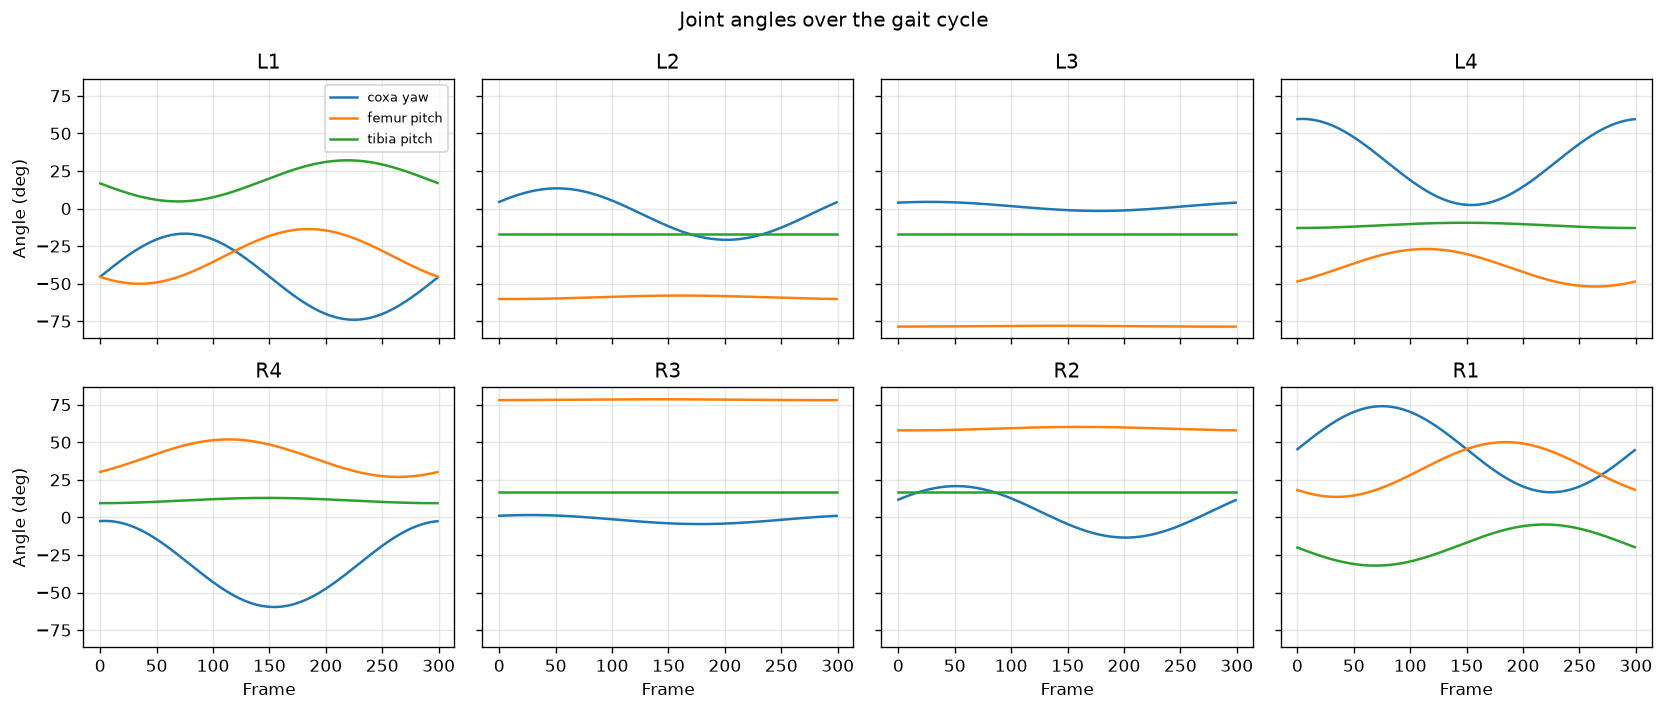 Joint angles over the gait cycle
L1
L2
L3
L4
coxa yaw
femur pitch
tibia pitch
Angle (deg)
75
50
25
0
−25
−50
−75
R4
R3
R2
R1
Angle (deg)
75
50
25
0
−25
−50
−75
0 50 100 150 200 250 300
0 50 100 150 200 250 300
0 50 100 150 200 250 300
0 50 100 150 200 250 300
Frame
Frame
Frame
Frame